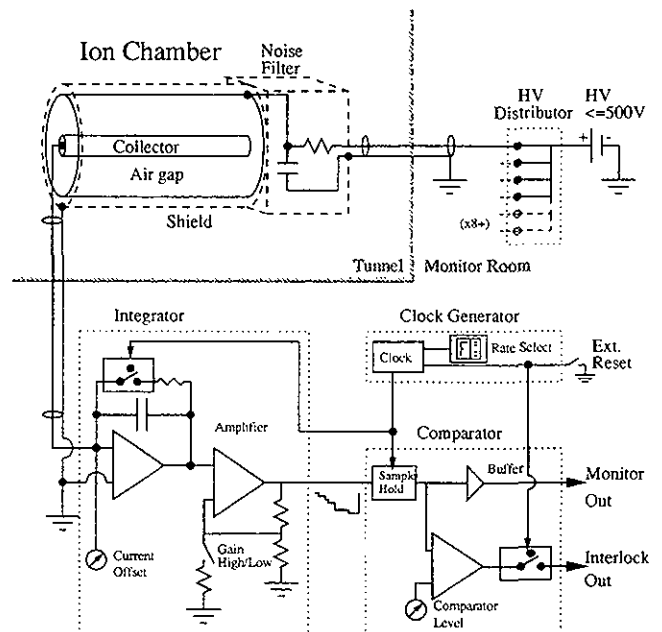 Ion Chamber
Noise
Filter
HV
Distributor
HV
<=500V
+
-
Collector
Air gap
Shield
(x8+)
Tunnel
Monitor Room
Integrator
Clock Generator
Clock
Rate Select
Ext.
Reset
Amplfier
Comparator
Sample
Hold
Buffer
Monitor
Out
Current
Offset
Gain
High/Low
Interlock
Out
Comparator
Level